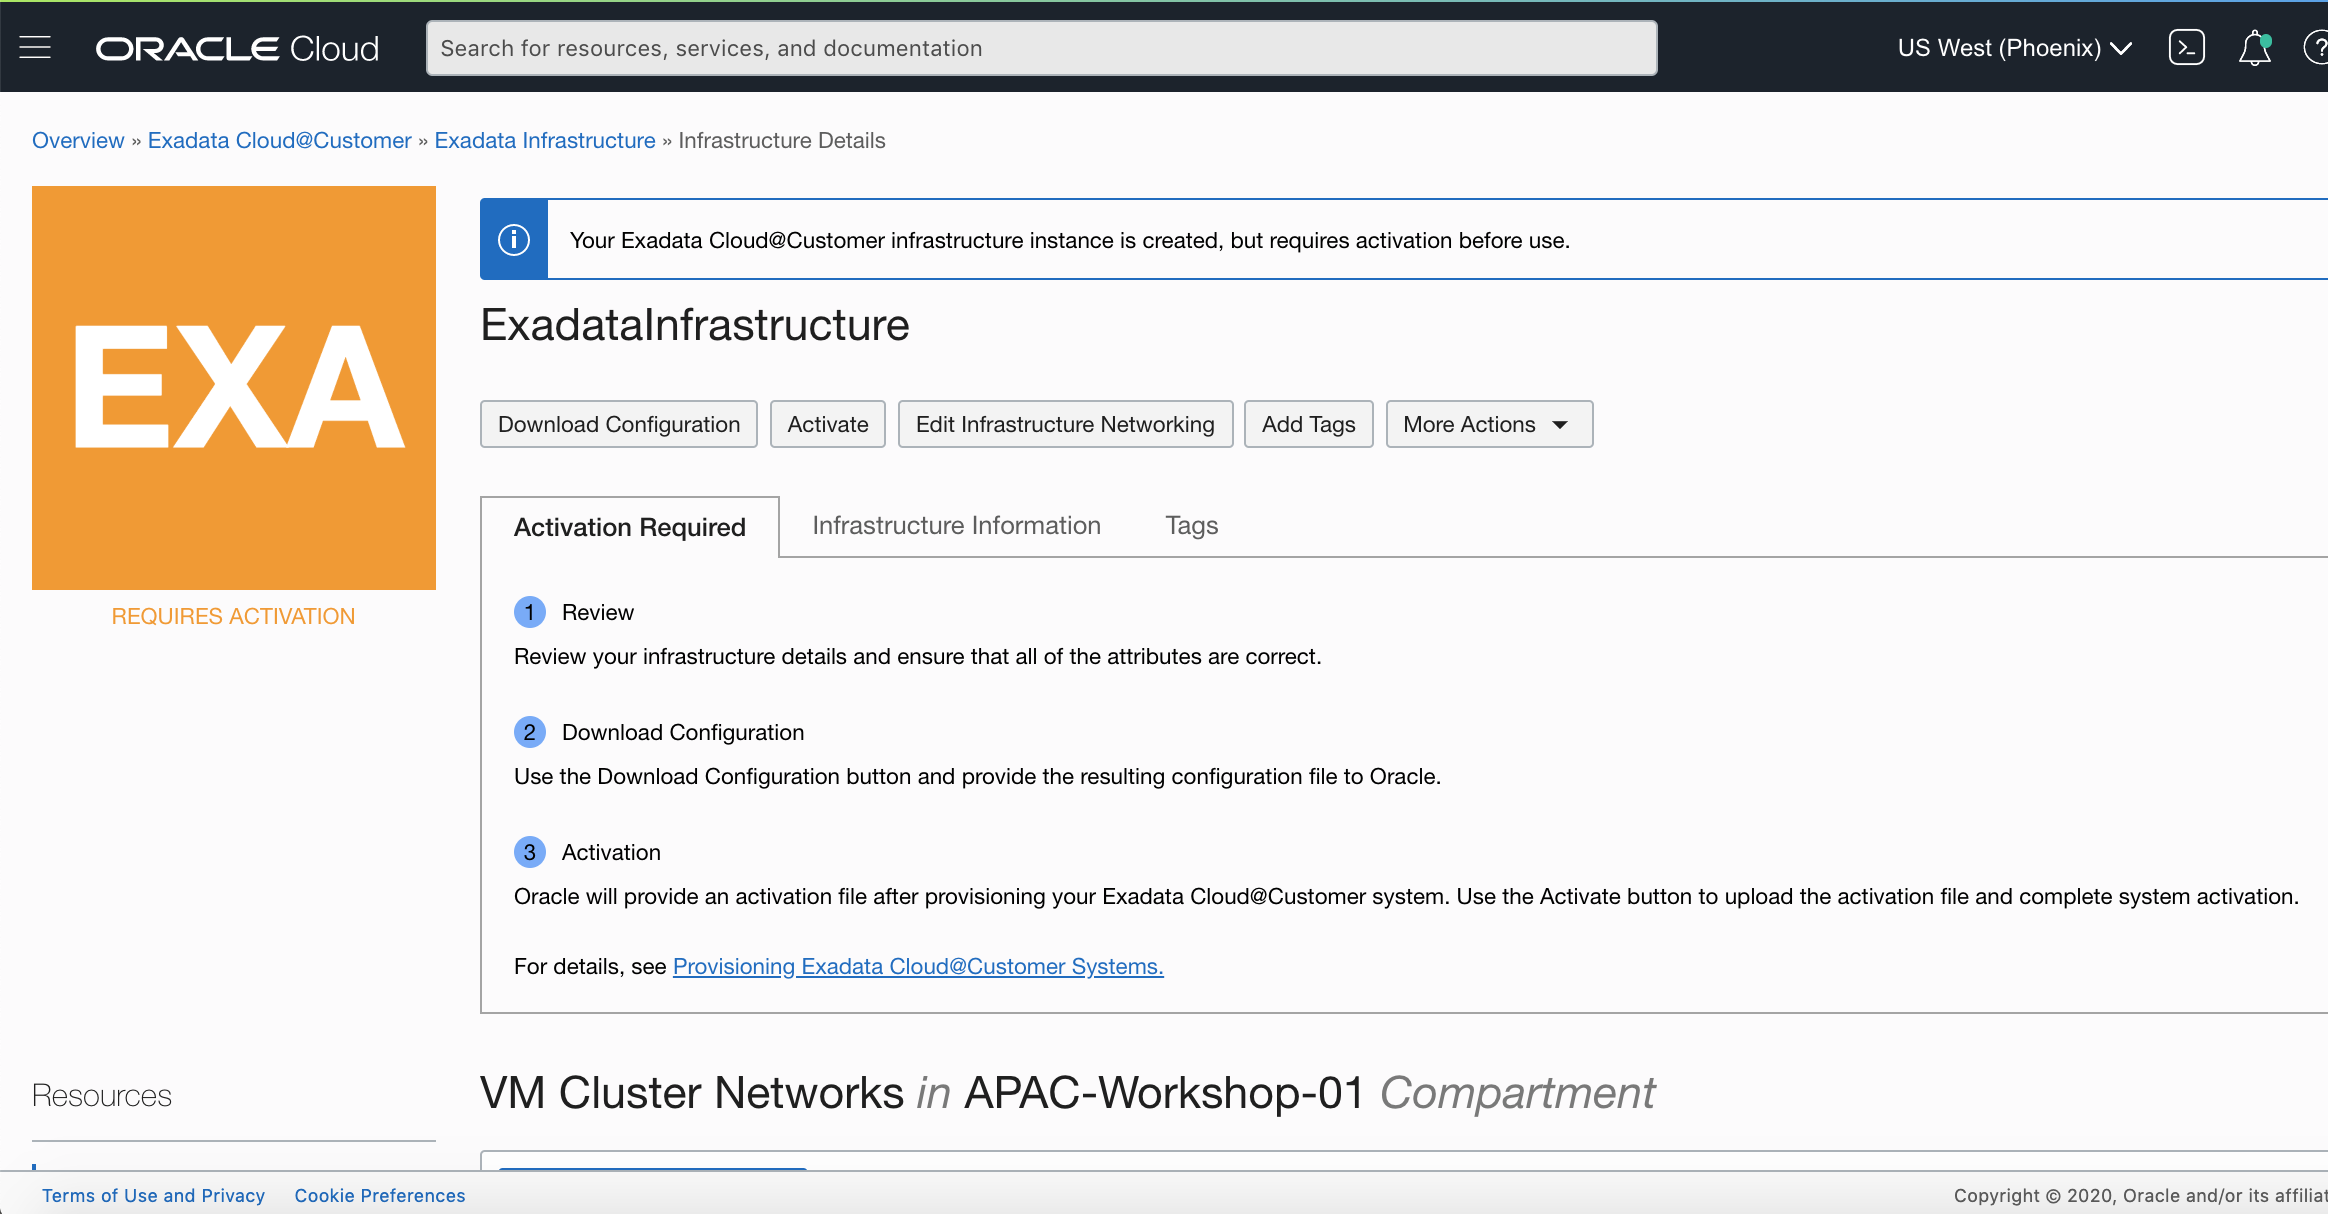 ORACLE Cloud
Search for resources, services, and documentation
US West (Phoenix)
Overview » Exadata Cloud@Customer » Exadata Infrastructure » Infrastructure Details
EXA
REQUIRES ACTIVATION
Your Exadata Cloud@Customer infrastructure instance is created, but requires activation before use.
ExadataInfrastructure
Download Configuration Activate Edit Infrastructure Networking Add Tags More Actions
Activation Required Infrastructure Information Tags
1 Review
Review your infrastructure details and ensure that all of the attributes are correct.
2 Download Configuration
Use the Download Configuration button and provide the resulting configuration file to Oracle.
3 Activation
Oracle will provide an activation file after provisioning your Exadata Cloud@Customer system. Use the Activate button to upload the activation file and complete system activation.
For details, see Provisioning Exadata Cloud@Customer Systems.
Resources
VM Cluster Networks in APAC-Workshop-01 Compartment
Terms of Use and Privacy Cookie Preferences
Copyright © 2020, Oracle and/or its affiliat